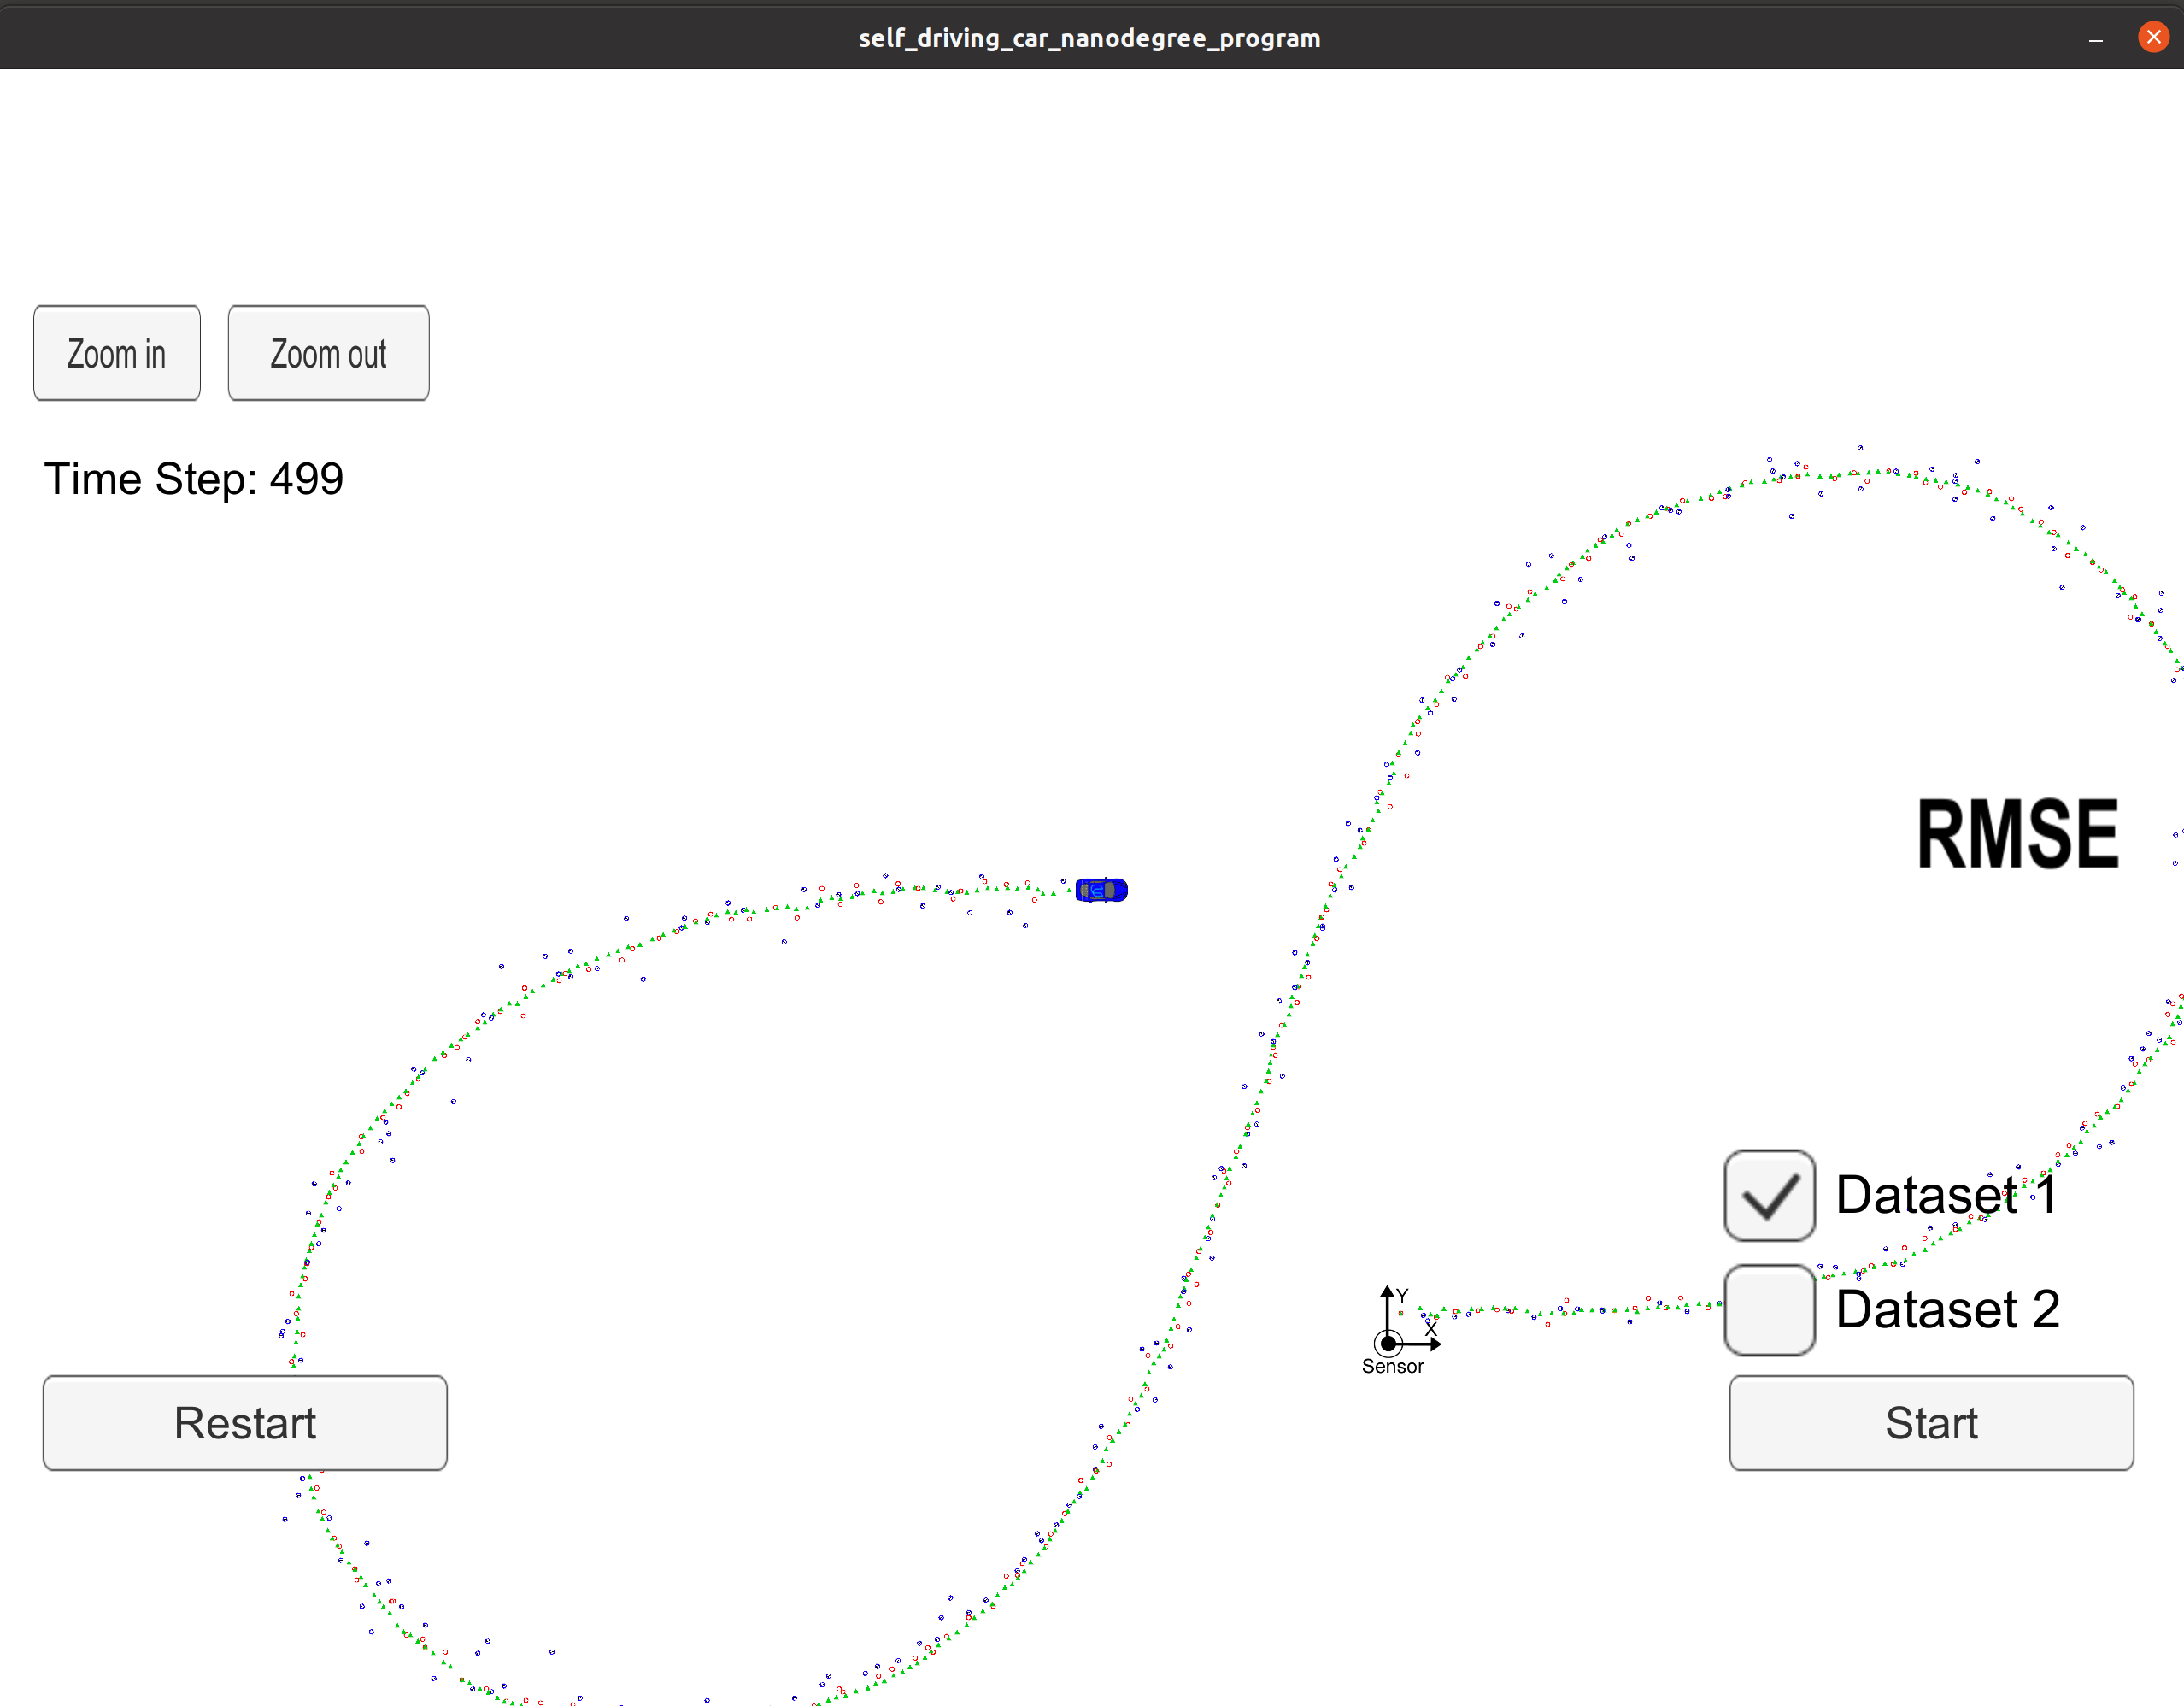 self_driving_car_nanodegree_program
Zoom in
Zoom out
Time Step: 499
RMSE
Dataset 1
Dataset 2
Y
X
Sensor
Restart
Start